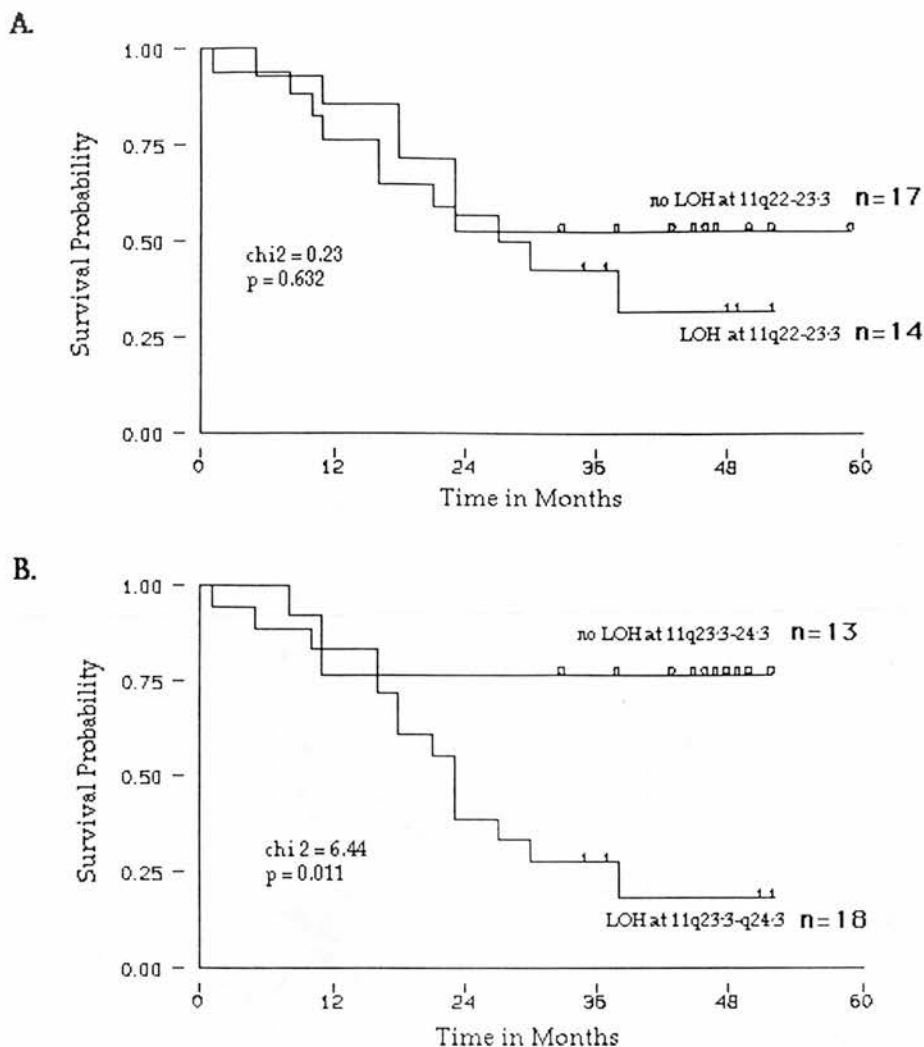 A.
1.00
0.75
0.50
0.25
0.00
Survival Probability
no LOH at 11q22-23·3 n=17
chi2 = 0.23
p = 0.632
LOH at 11q22-23·3 n=14
0 12 24 36 48 60
Time in Months
B.
1.00
0.75
0.50
0.25
0.00
Survival Probability
no LOH at 11q23·3-24·3 n=13
chi 2 = 6.44
p = 0.011
LOH at 11q23·3-q24·3 n=18
0 12 24 36 48 60
Time in Months